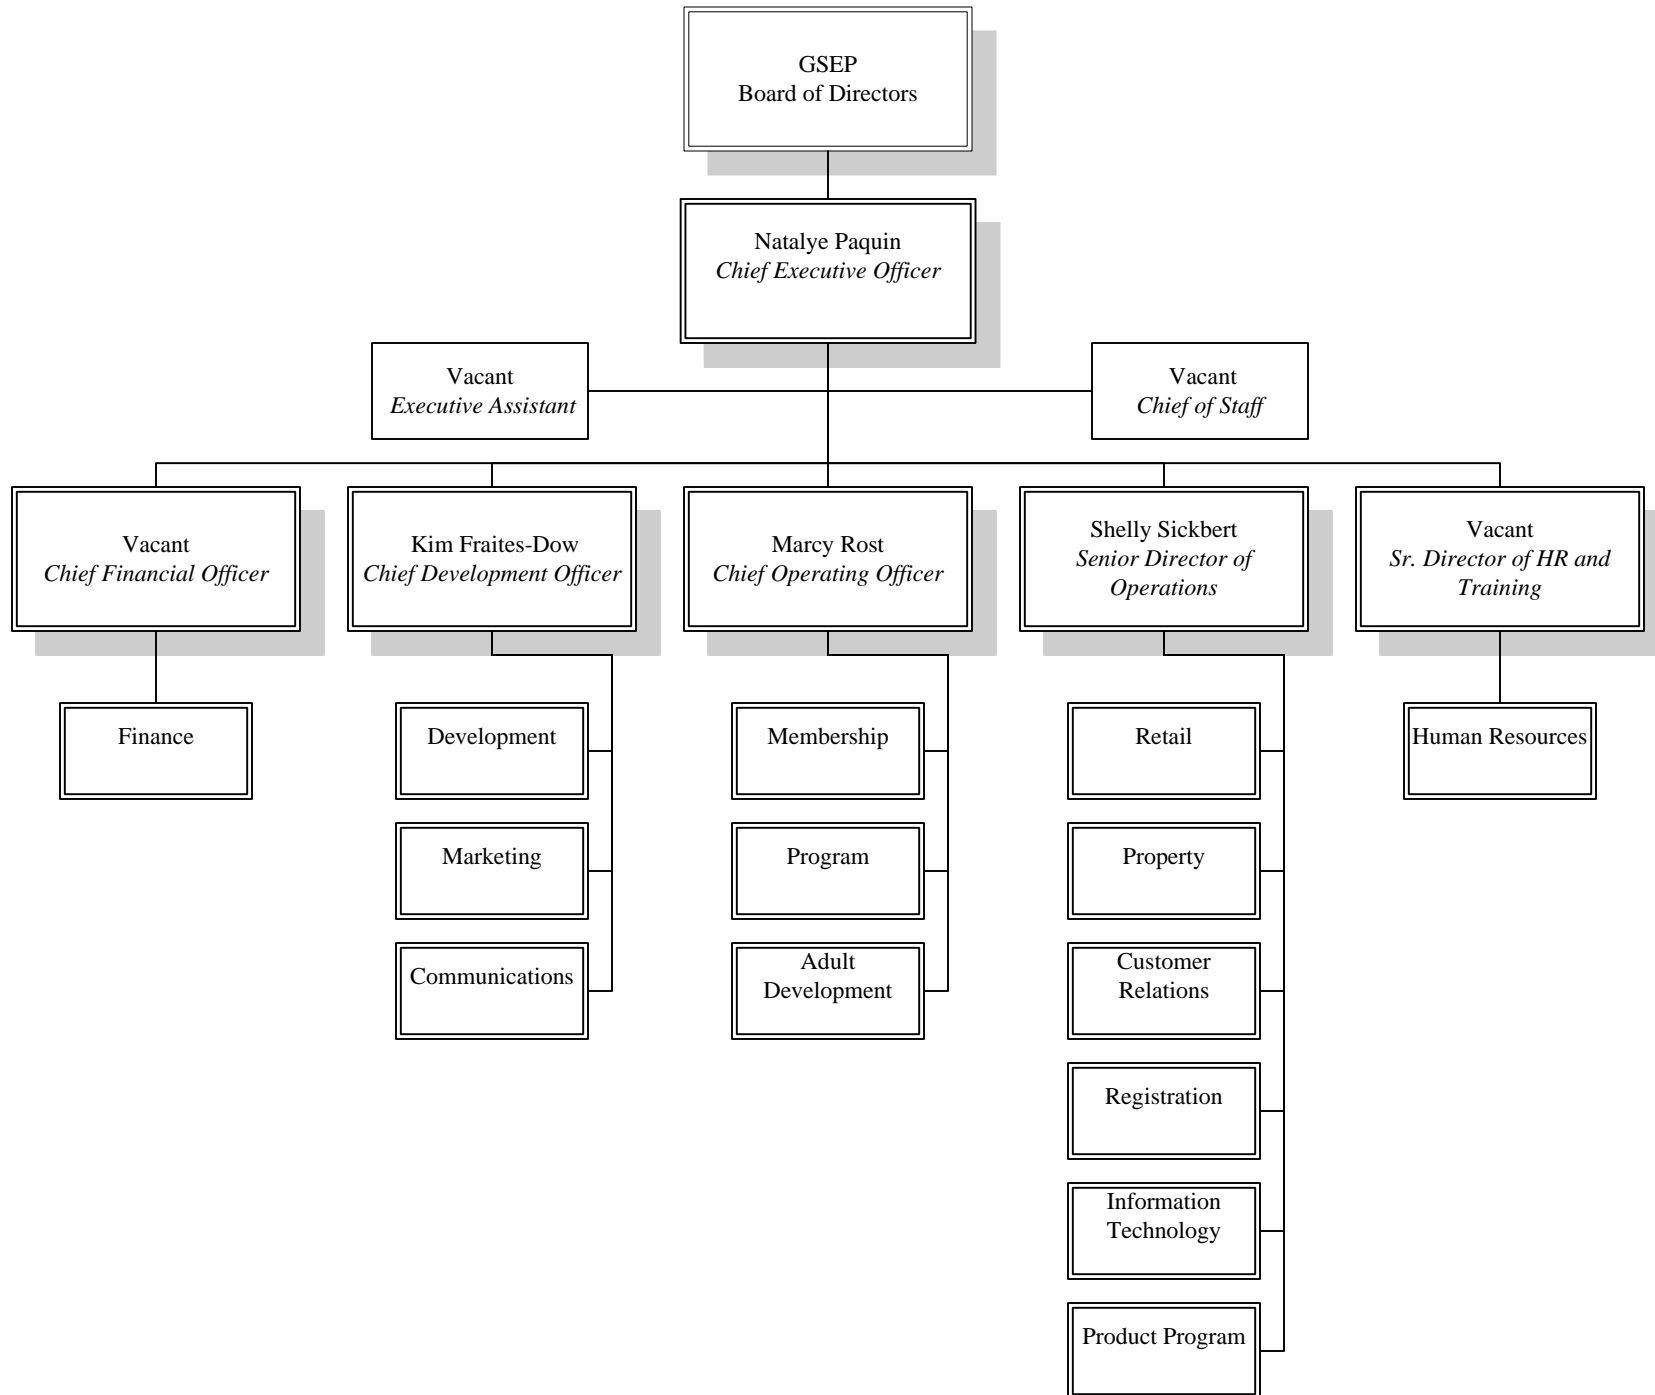 GSEP
Board of Directors
Natalye Paquin
Chief Executive Officer
Vacant
Executive Assistant
Vacant
Chief of Staff
Vacant
Chief Financial Officer
Kim Fraites-Dow
Chief Development Officer
Marcy Rost
Chief Operating Officer
Shelly Sickbert
Senior Director of
Operations
Vacant
Sr. Director of HR and
Training
Finance
Development
Marketing
Communications
Membership
Program
Adult
Development
Retail
Property
Customer
Relations
Registration
Information
Technology
Product Program
Human Resources